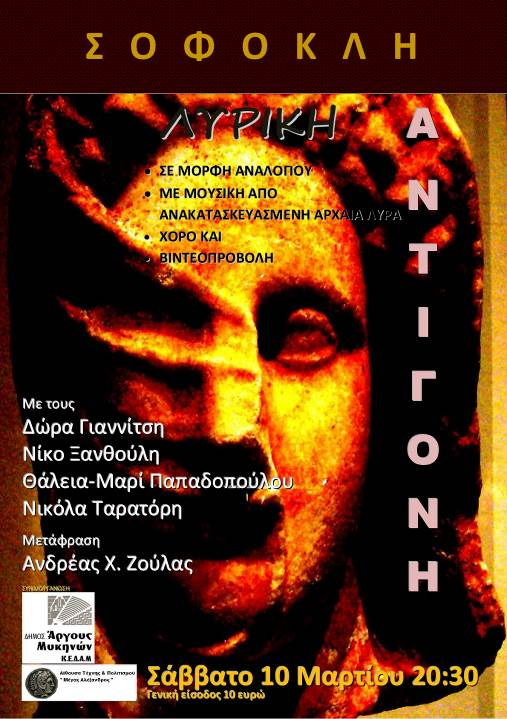 ΣΟΦΟΚΛΗ
ΛΥΡΙΚΗ
ΑΝΤΙΓΟΝΗ
• ΣΕ ΜΟΡΦΗ ΑΝΑΛΟΓΙΟΥ
• ΜΕ ΜΟΥΣΙΚΗ ΑΠΟ
ΑΝΑΚΑΤΑΣΚΕΥΑΣΜΕΝΗ ΑΡΧΑΙΑ ΛΥΡΑ
• ΧΟΡΟ ΚΑΙ
• ΒΙΝΤΕΟΠΡΟΒΟΛΗ
Με τους
Δώρα Γιαννίτση
Νίκο Ξανθούλη
Θάλεια-Μαρί Παπαδοπούλου
Νικόλα Ταρατόρη
Μετάφραση
Ανδρέας Χ. Ζούλας
ΣΥΝΔΙΟΡΓΑΝΩΣΗ
ΔΗΜΟΣ Άργους
Μυκηνών
Κ.Ε.Δ.Α.Μ
Αίθουσα Τέχνης & Πολιτισμού
" Μέγας Αλέξανδρος "
Σάββατο 10 Μαρτίου 20:30
Γενική είσοδος 10 ευρώ